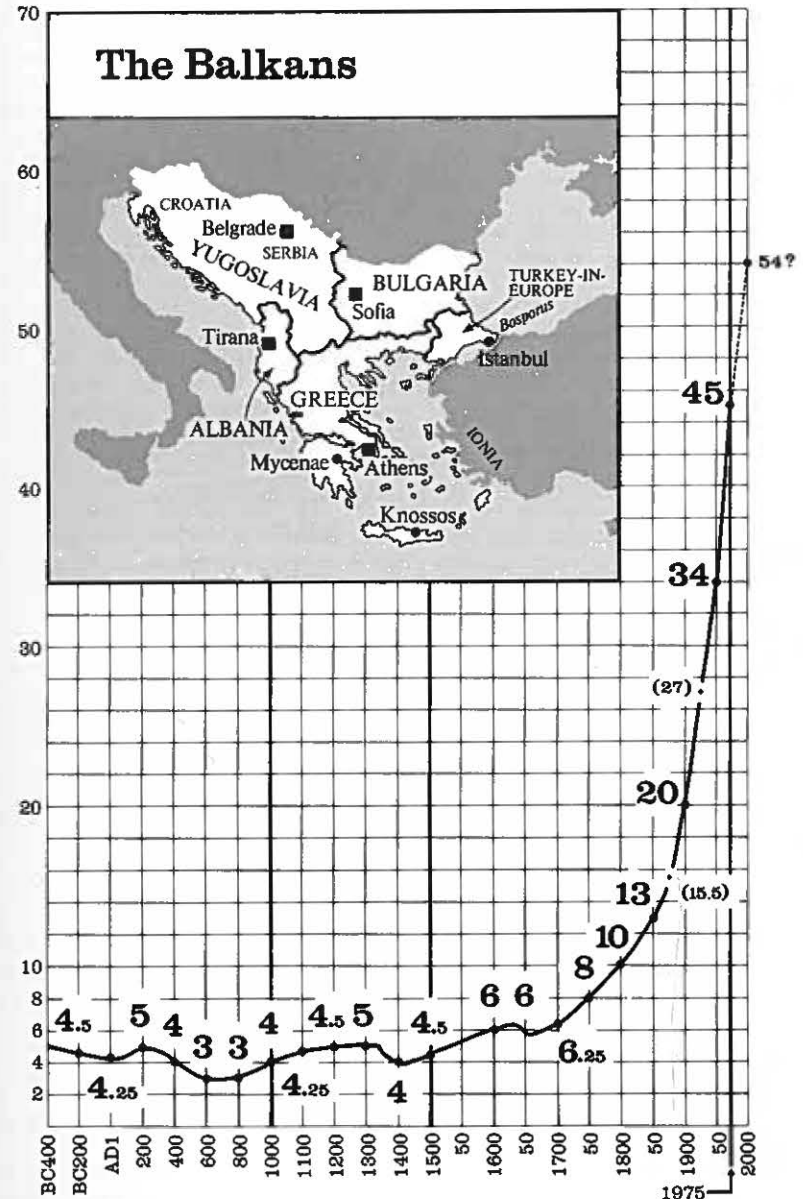 70
The Balkans
60
CROATIA
Belgrade
SERBIA
YUGOSLAVIA
BULGARIA
Sofia
TURKEY-IN-
EUROPE
Bosporus
Istanbul
54?
50
Tirana
GREECE
ALBANIA
IONIA
45
Mycenae
Athens
40
Knossos
34
30
(27)
20
20
13
(15.5)
10
10
8
8
6
4.5
5
4
3
3
4
4.5
5
4.5
6
6
4
2
4.25
4.25
4
6.25
BC400
BC200
AD1
200
400
600
800
1000
1100
1200
1300
1400
1500
50
1600
50
1700
50
1800
50
1900
50
2000
1975